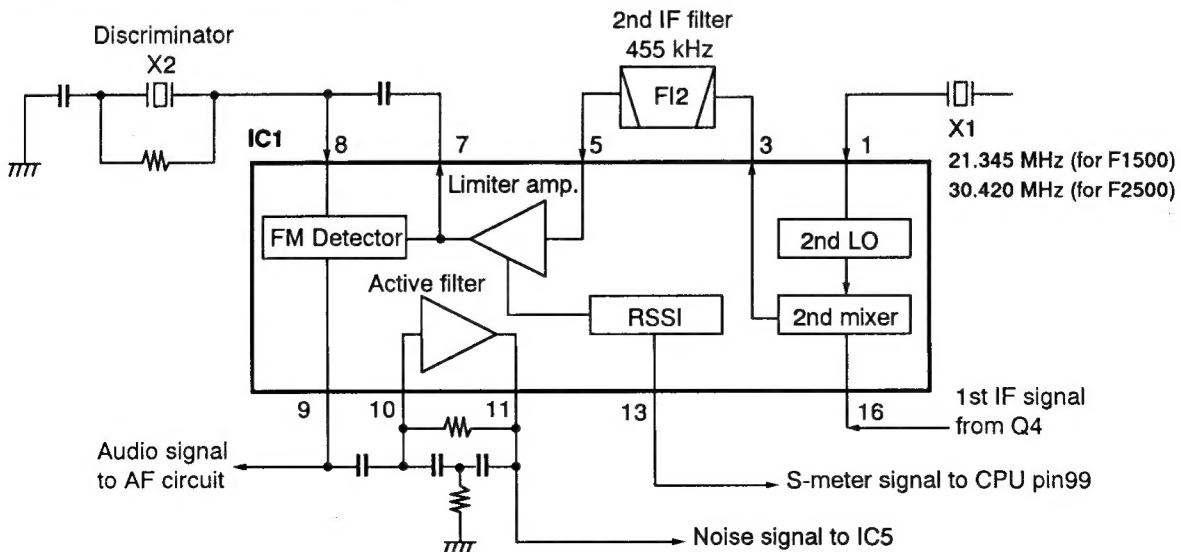 Discriminator
X2
2nd IF filter
455 kHz
FI2
X1
21.345 MHz (for F1500)
30.420 MHz (for F2500)
IC1
8
7
5
3
1
Limiter amp.
FM Detector
2nd LO
Active filter
RSSI
2nd mixer
9
10
11
13
16
1st IF signal
from Q4
Audio signal
to AF circuit
S-meter signal to CPU pin99
Noise signal to IC5